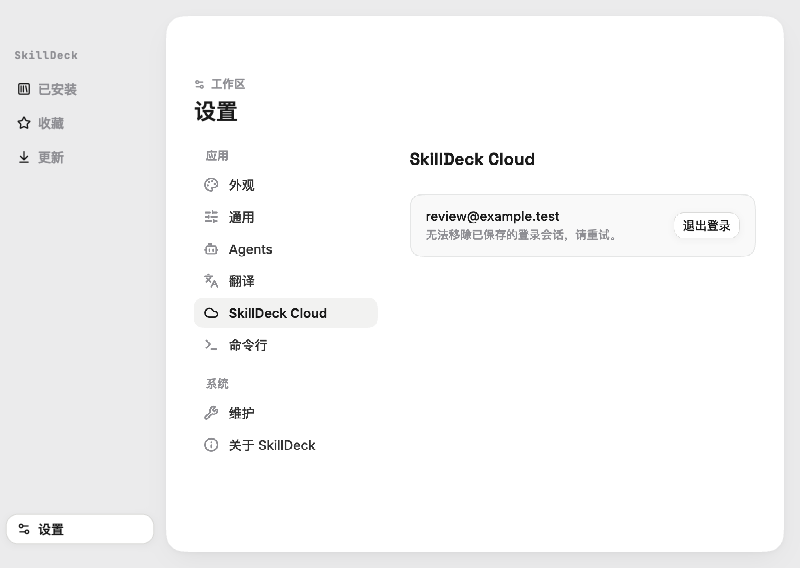 SkillDeck
已安装
收藏
更新
设置
工作区
设置
应用
外观
通用
Agents
翻译
SkillDeck Cloud
命令行
系统
维护
关于 SkillDeck
SkillDeck Cloud
review@example.test
无法移除已保存的登录会话，请重试。
退出登录